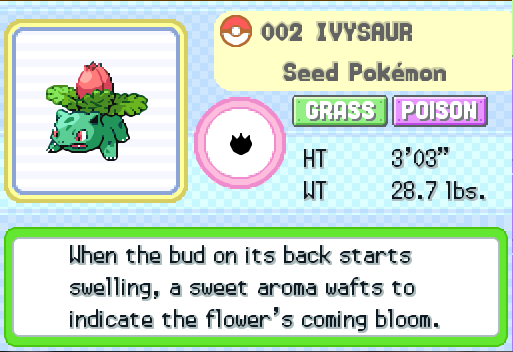 002 IVYSAUR
Seed Pokémon
GRASS POISON
HT 3'03"
WT 28.7 lbs.
When the bud on its back starts
swelling, a sweet aroma wafts to
indicate the flower's coming bloom.